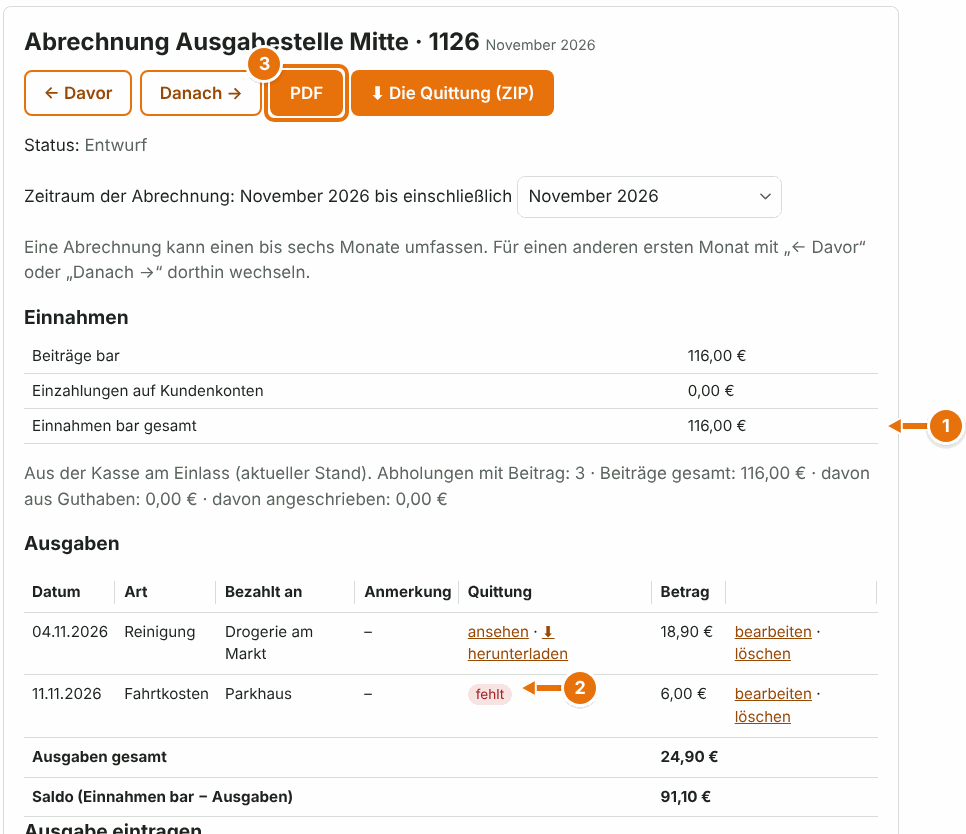 Abrechnung Ausgabestelle Mitte · 1126 November 2026
3
← Davor Danach → PDF ⬇ Die Quittung (ZIP)
Status: Entwurf
Zeitraum der Abrechnung: November 2026 bis einschließlich November 2026
Eine Abrechnung kann einen bis sechs Monate umfassen. Für einen anderen ersten Monat mit „← Davor“
oder „Danach →“ dorthin wechseln.
Einnahmen
Beiträge bar 116,00 €
Einzahlungen auf Kundenkonten 0,00 €
Einnahmen bar gesamt 116,00 € 1
Aus der Kasse am Einlass (aktueller Stand). Abholungen mit Beitrag: 3 · Beiträge gesamt: 116,00 € · davon
aus Guthaben: 0,00 € · davon angeschrieben: 0,00 €
Ausgaben
Datum Art Bezahlt an Anmerkung Quittung Betrag
04.11.2026 Reinigung Drogerie am – ansehen · ⬇ 18,90 € bearbeiten ·
Markt herunterladen löschen
11.11.2026 Fahrtkosten Parkhaus – fehlt 2 6,00 € bearbeiten ·
löschen
Ausgaben gesamt 24,90 €
Saldo (Einnahmen bar − Ausgaben) 91,10 €
Ausgabe eintragen